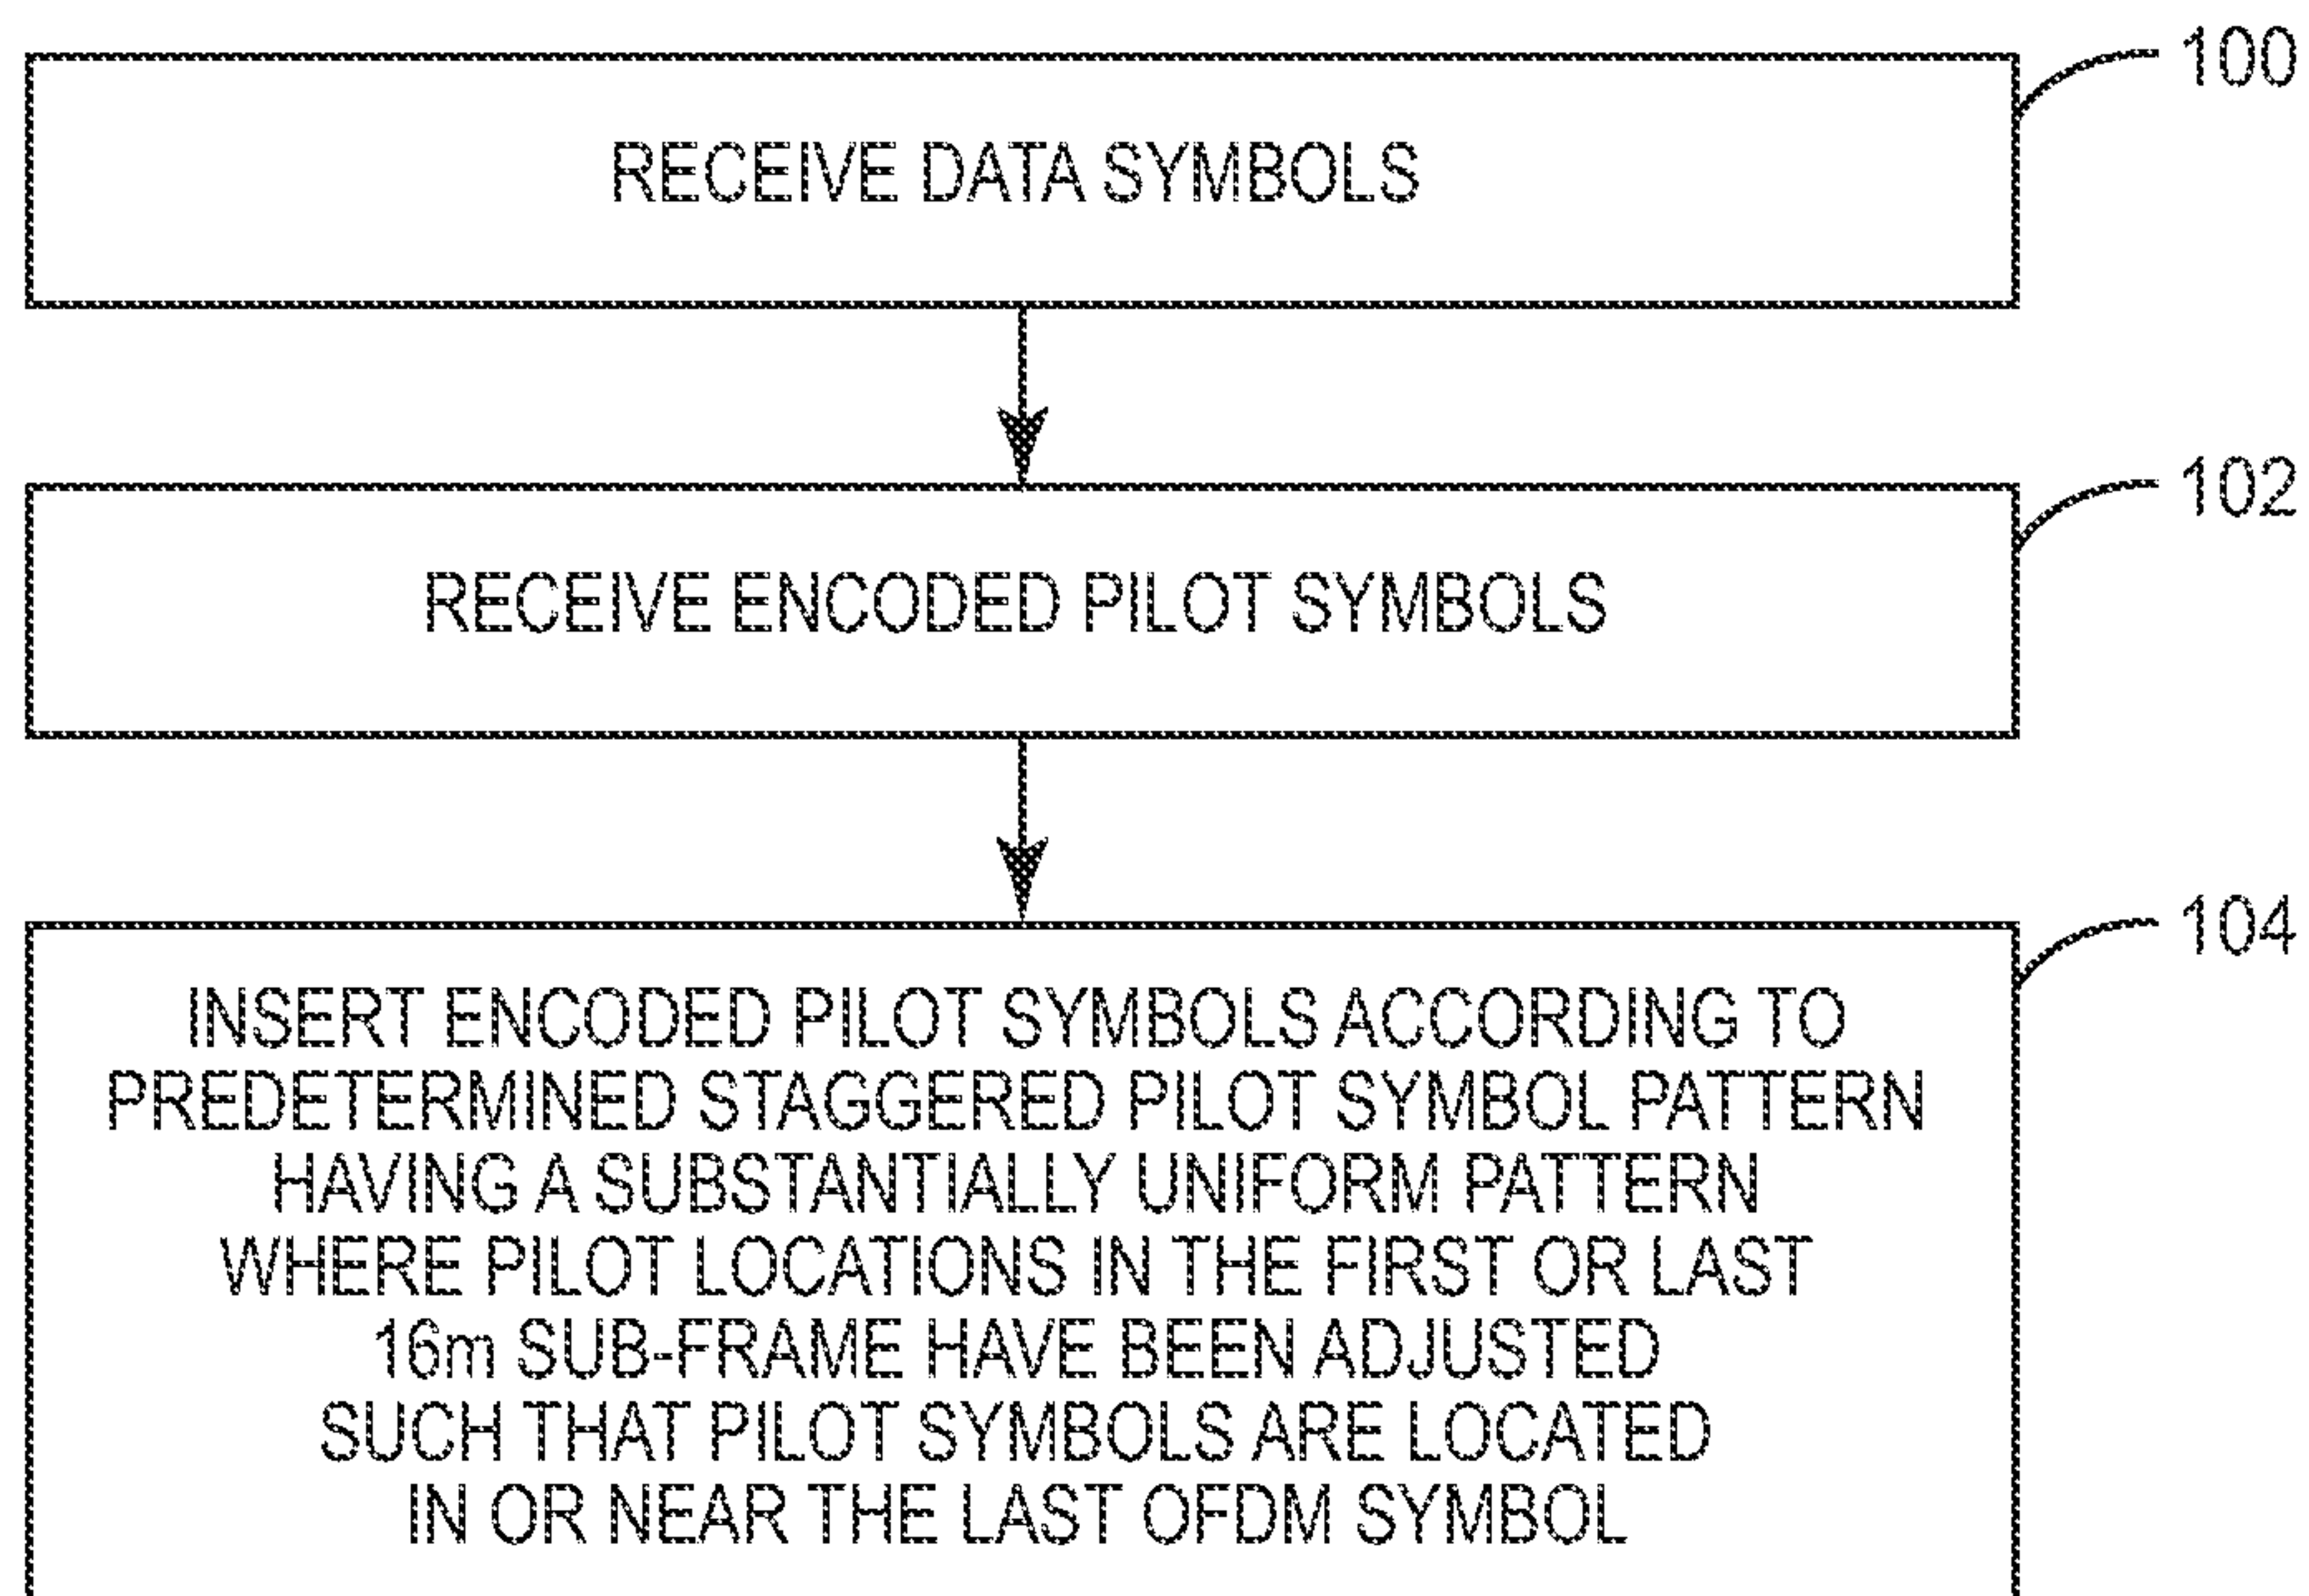 100
RECEIVE DATA SYMBOLS
102
RECEIVE ENCODED PILOT SYMBOLS
104
INSERT ENCODED PILOT SYMBOLS ACCORDING TO
PREDETERMINED STAGGERED PILOT SYMBOL PATTERN
HAVING A SUBSTANTIALLY UNIFORM PATTERN
WHERE PILOT LOCATIONS IN THE FIRST OR LAST
16m SUB-FRAME HAVE BEEN ADJUSTED
SUCH THAT PILOT SYMBOLS ARE LOCATED
IN OR NEAR THE LAST OFDM SYMBOL